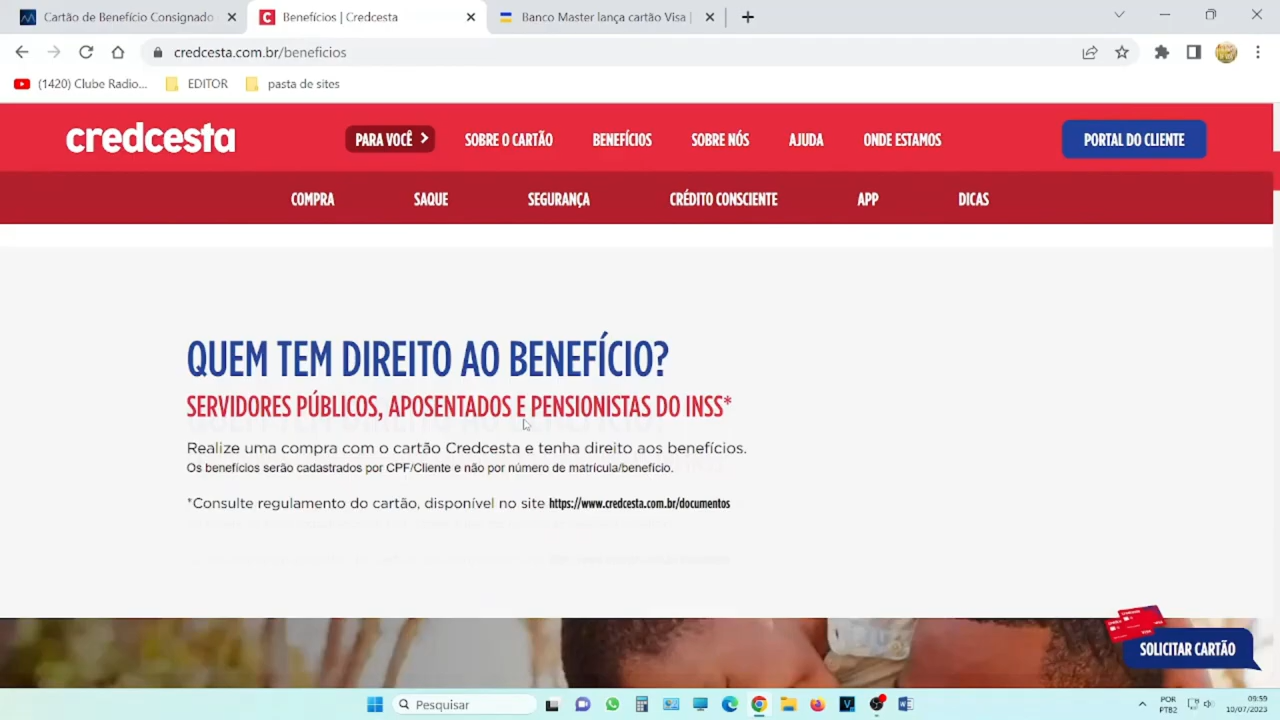 Cartão de Benefício Consignado
Benefícios | Credcesta
Banco Master lança cartão Visa |
credcesta.com.br/beneficios
(1420) Clube Radio...
EDITOR
pasta de sites
credcesta
PARA VOCÊ
SOBRE O CARTÃO
BENEFÍCIOS
SOBRE NÓS
AJUDA
ONDE ESTAMOS
PORTAL DO CLIENTE
COMPRA
SAQUE
SEGURANÇA
CRÉDITO CONSCIENTE
APP
DICAS
QUEM TEM DIREITO AO BENEFÍCIO?
SERVIDORES PÚBLICOS, APOSENTADOS E PENSIONISTAS DO INSS*
Realize uma compra com o cartão Credcesta e tenha direito aos benefícios.
Os benefícios serão cadastrados por CPF/Cliente e não por número de matrícula/benefício.
*Consulte regulamento do cartão, disponível no site https://www.credcesta.com.br/documentos
SOLICITAR CARTÃO
Pesquisar
POR
PTB2
09:59
10/07/2023